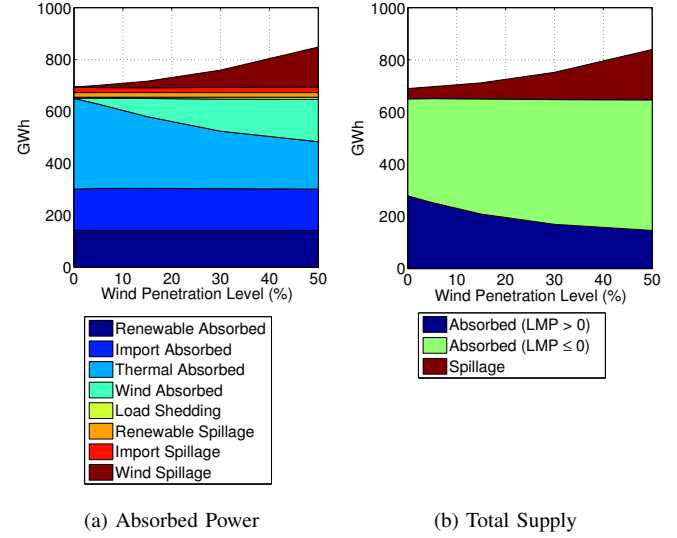 1000
800
600
400
200
0
GWh
0 10 20 30 40 50
Wind Penetration Level (%)
Renewable Absorbed
Import Absorbed
Thermal Absorbed
Wind Absorbed
Load Shedding
Renewable Spillage
Import Spillage
Wind Spillage
(a) Absorbed Power
1000
800
600
400
200
0
GWh
0 10 20 30 40 50
Wind Penetration Level (%)
Absorbed (LMP > 0)
Absorbed (LMP ≤ 0)
Spillage
(b) Total Supply